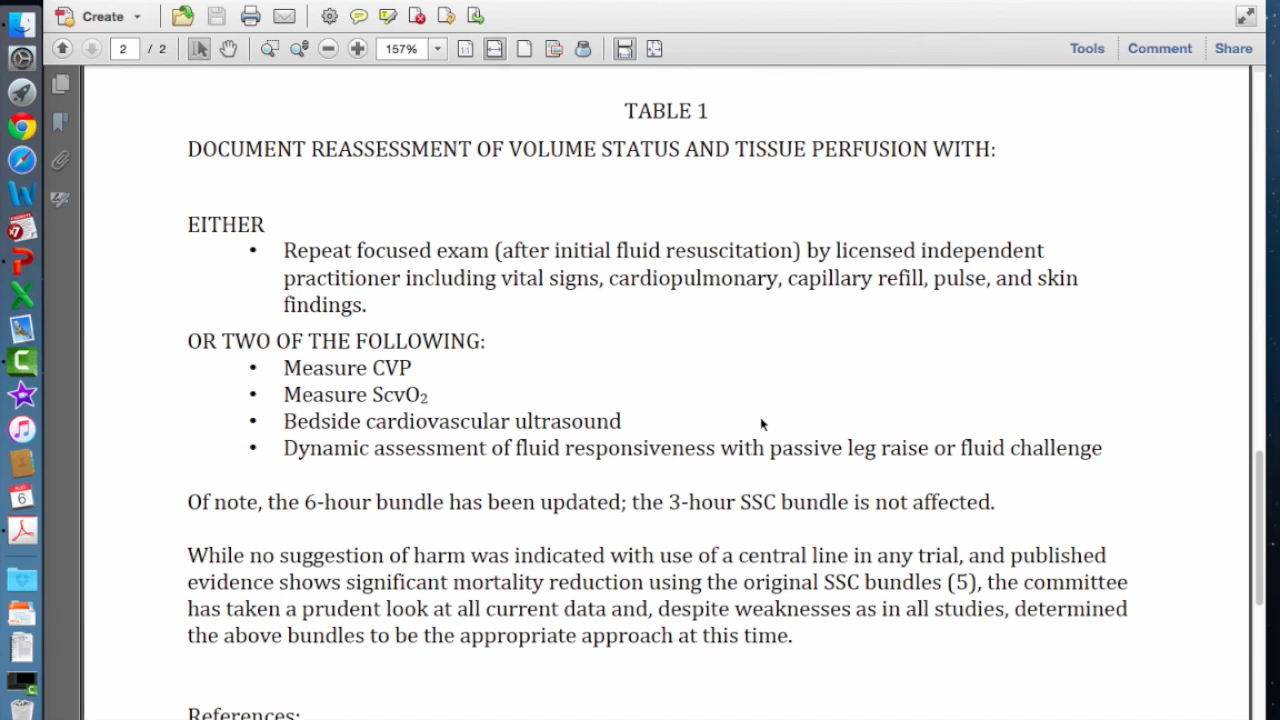 Create
2 / 2
157%
Tools
Comment
Share
TABLE 1
DOCUMENT REASSESSMENT OF VOLUME STATUS AND TISSUE PERFUSION WITH:
EITHER
• Repeat focused exam (after initial fluid resuscitation) by licensed independent
practitioner including vital signs, cardiopulmonary, capillary refill, pulse, and skin
findings.
OR TWO OF THE FOLLOWING:
• Measure CVP
• Measure ScvO₂
• Bedside cardiovascular ultrasound
• Dynamic assessment of fluid responsiveness with passive leg raise or fluid challenge
Of note, the 6-hour bundle has been updated; the 3-hour SSC bundle is not affected.
While no suggestion of harm was indicated with use of a central line in any trial, and published
evidence shows significant mortality reduction using the original SSC bundles (5), the committee
has taken a prudent look at all current data and, despite weaknesses as in all studies, determined
the above bundles to be the appropriate approach at this time.
References: